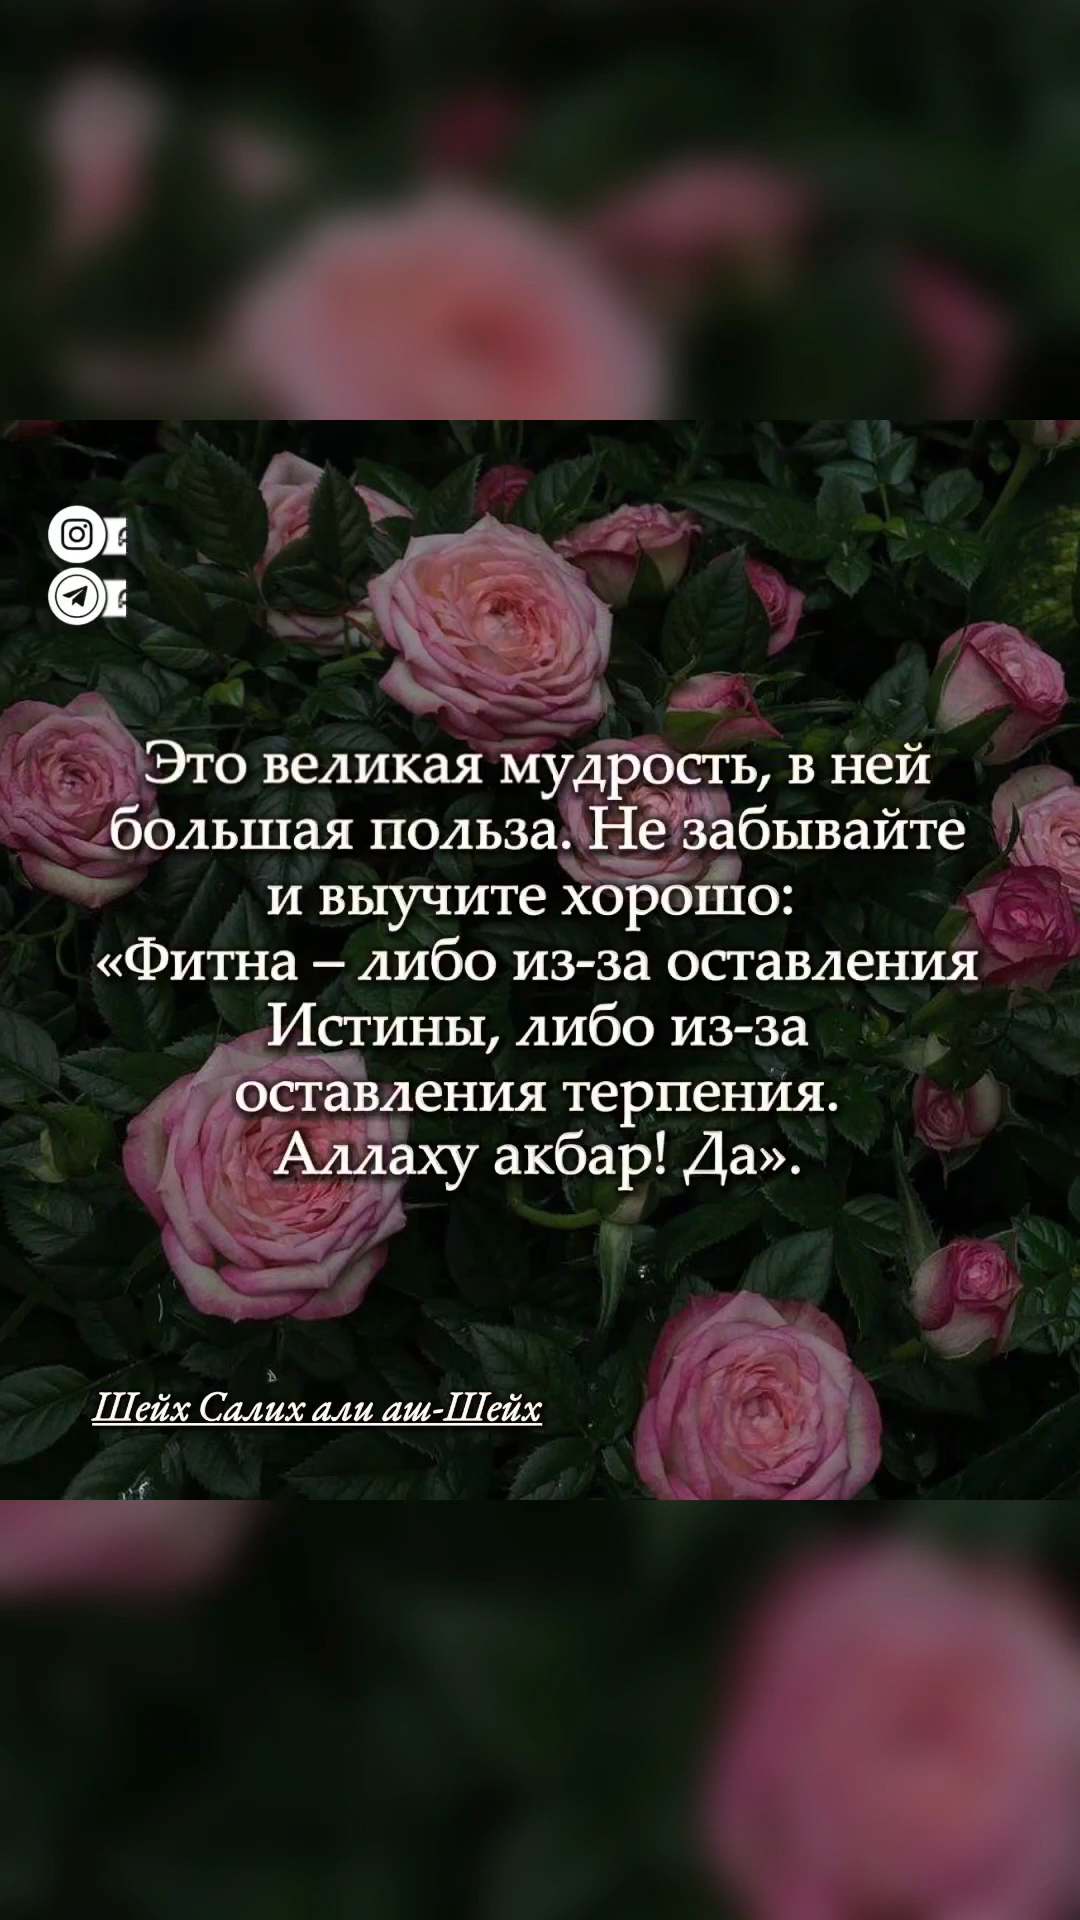 Это великая мудрость, в ней
большая польза. Не забывайте
и выучите хорошо:
«Фитна – либо из-за оставления
Истины, либо из-за
оставления терпения.
Аллаху акбар! Да».
Шейх Салих али аш-Шейх